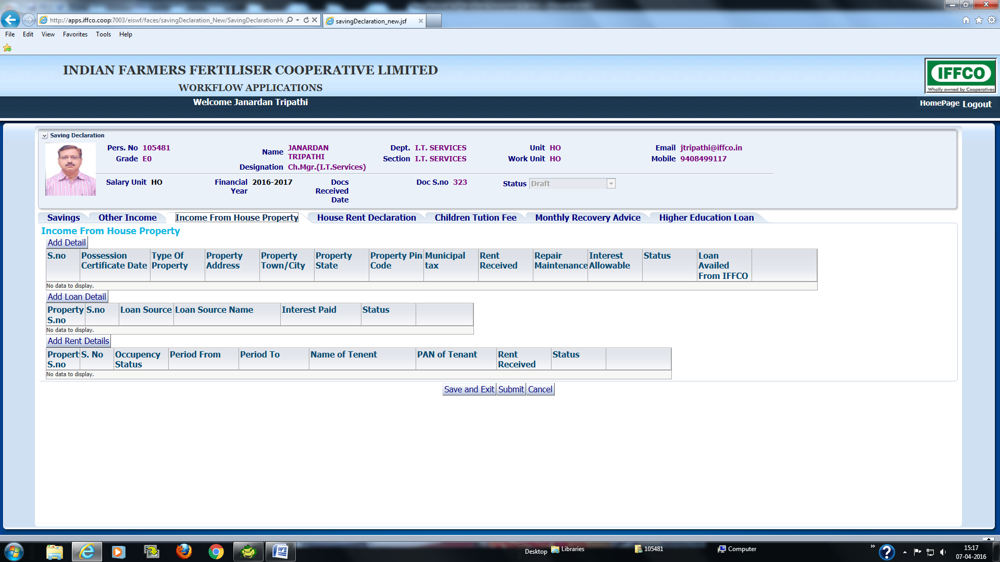 http://apps.iffco.coop:7003/eiswf/faces/savingDeclaration_New/SavingDeclarationHo
savingDeclaration_new.jsf
File Edit View Favorites Tools Help
INDIAN FARMERS FERTILISER COOPERATIVE LIMITED
WORKFLOW APPLICATIONS
IFFCO
Wholly owned by Cooperatives
Welcome Janardan Tripathi
HomePage Logout
Saving Declaration
Pers. No 105481
Grade E0
Name JANARDAN TRIPATHI
Designation Ch.Mgr.(I.T.Services)
Dept. I.T. SERVICES
Section I.T. SERVICES
Unit HO
Work Unit HO
Email jtripathi@iffco.in
Mobile 9408499117
Salary Unit HO
Financial Year 2016-2017
Docs Received Date
Doc S.no 323
Status Draft
Savings Other Income Income From House Property House Rent Declaration Children Tution Fee Monthly Recovery Advice Higher Education Loan
Income From House Property
Add Detail
S.no Possession Certificate Date Type Of Property Property Address Property Town/City Property State Property Pin Code Municipal tax Rent Received Repair Maintenance Interest Allowable Status Loan Availed From IFFCO
No data to display.
Add Loan Detail
Property S.no S.no Loan Source Loan Source Name Interest Paid Status
No data to display.
Add Rent Details
Property S.no S. No Occupency Status Period From Period To Name of Tenent PAN of Tenant Rent Received Status
No data to display.
Save and Exit Submit Cancel
Desktop Libraries 105481 Computer
15:17
07-04-2016